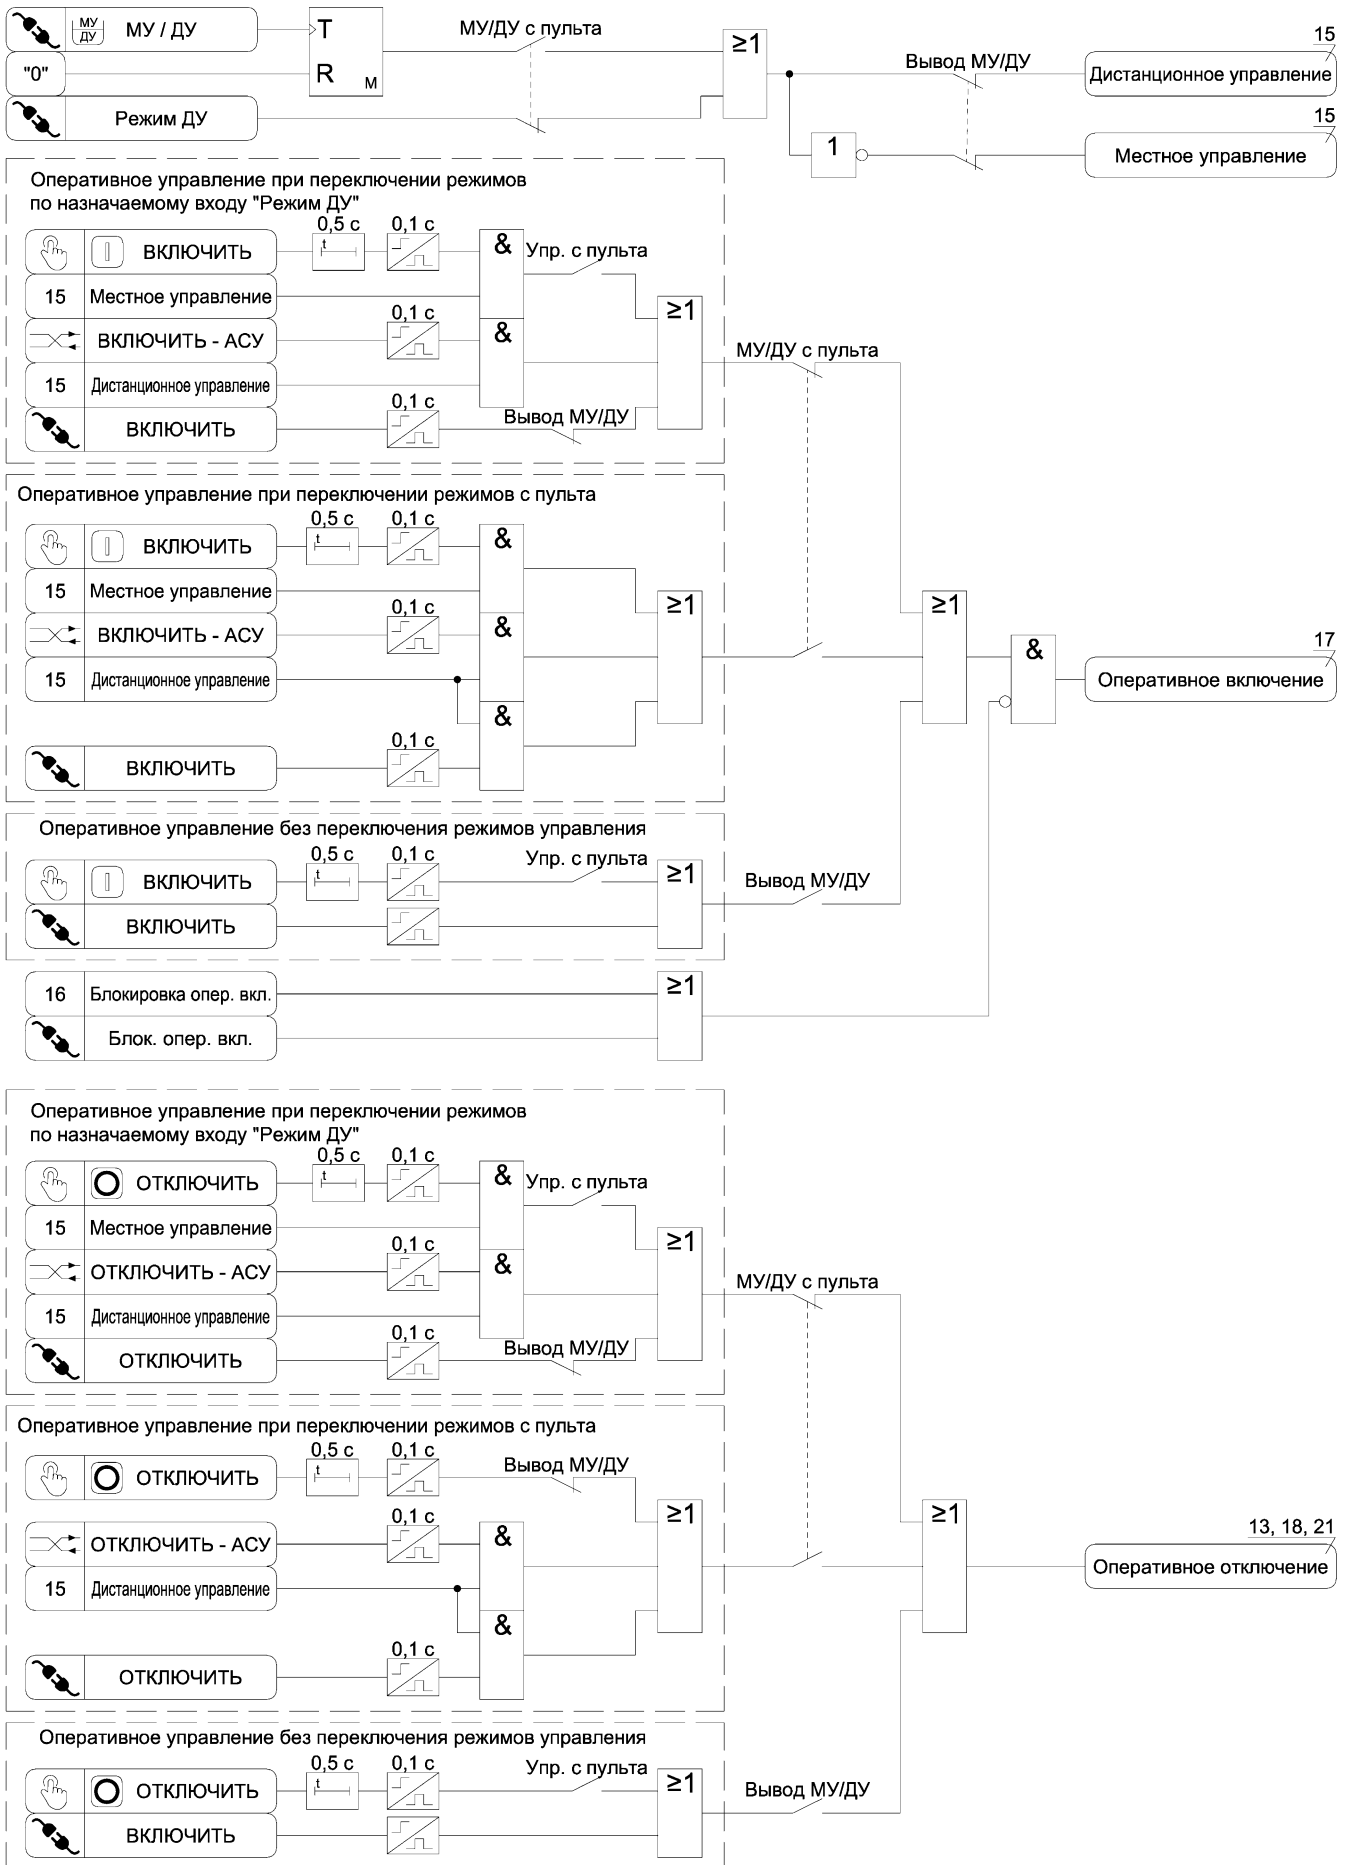 МУ
ДУ
МУ / ДУ
T
"0"
R
M
Режим ДУ
МУ/ДУ с пульта
≥1
Вывод МУ/ДУ
15
Дистанционное управление
1
15
Местное управление
Оперативное управление при переключении режимов
по назначаемому входу "Режим ДУ"
0,5 с 0,1 с
ВКЛЮЧИТЬ
t
&
Упр. с пульта
15 Местное управление
≥1
0,1 с
ВКЛЮЧИТЬ - АСУ
&
МУ/ДУ с пульта
15 Дистанционное управление
0,1 с
Вывод МУ/ДУ
ВКЛЮЧИТЬ
Оперативное управление при переключении режимов с пульта
0,5 с 0,1 с
ВКЛЮЧИТЬ
t
&
15 Местное управление
≥1
≥1
0,1 с
ВКЛЮЧИТЬ - АСУ
&
&
17
15 Дистанционное управление
Оперативное включение
&
0,1 с
ВКЛЮЧИТЬ
Оперативное управление без переключения режимов управления
0,5 с 0,1 с
Упр. с пульта
ВКЛЮЧИТЬ
t
≥1
Вывод МУ/ДУ
ВКЛЮЧИТЬ
16 Блокировка опер. вкл.
≥1
Блок. опер. вкл.
Оперативное управление при переключении режимов
по назначаемому входу "Режим ДУ"
0,5 с 0,1 с
ОТКЛЮЧИТЬ
t
&
Упр. с пульта
15 Местное управление
≥1
0,1 с
ОТКЛЮЧИТЬ - АСУ
&
МУ/ДУ с пульта
15 Дистанционное управление
0,1 с
Вывод МУ/ДУ
ОТКЛЮЧИТЬ
Оперативное управление при переключении режимов с пульта
0,5 с 0,1 с
Вывод МУ/ДУ
ОТКЛЮЧИТЬ
t
≥1
≥1
0,1 с
ОТКЛЮЧИТЬ - АСУ
&
13, 18, 21
Оперативное отключение
15 Дистанционное управление
&
0,1 с
ОТКЛЮЧИТЬ
Оперативное управление без переключения режимов управления
0,5 с 0,1 с
Упр. с пульта
ОТКЛЮЧИТЬ
t
≥1
Вывод МУ/ДУ
ВКЛЮЧИТЬ